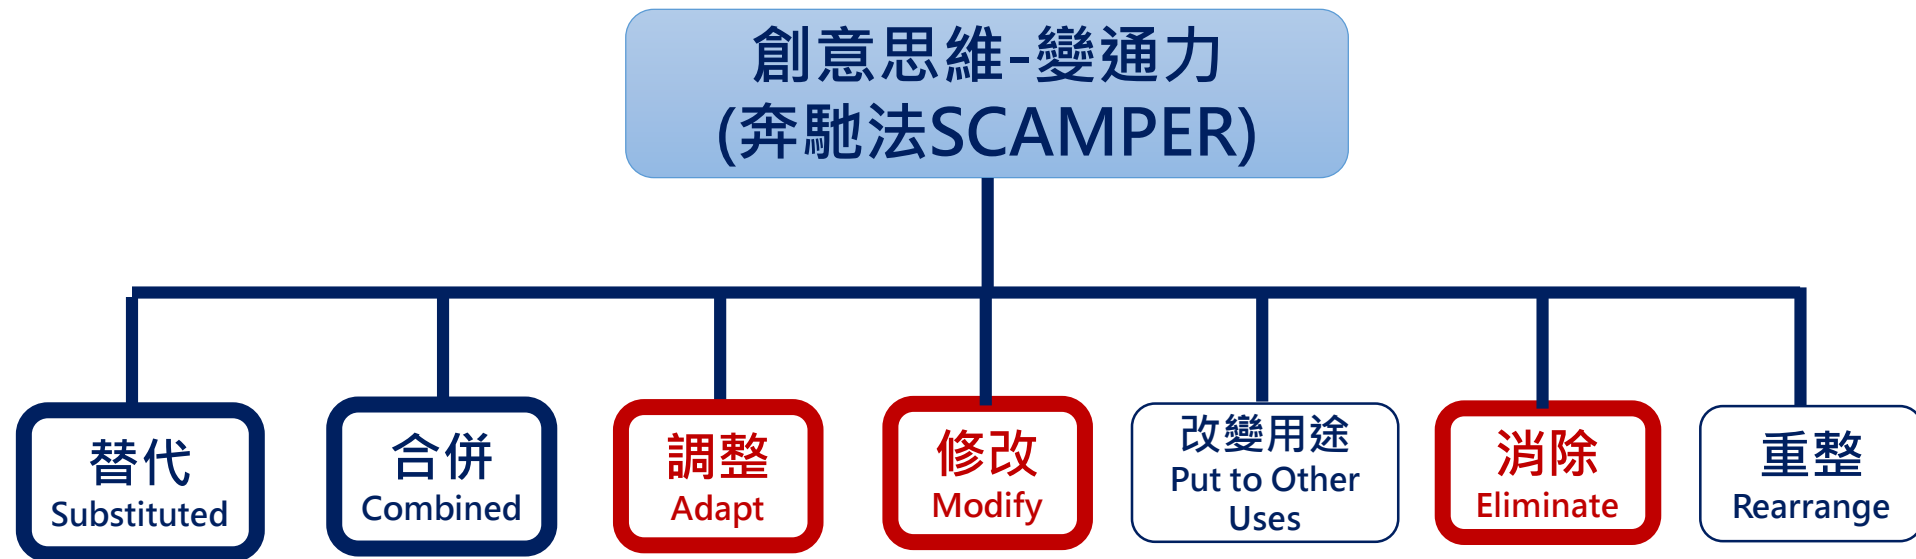 創意思維-變通力
(奔馳法SCAMPER)
替代
Substituted
合併
Combined
調整
Adapt
修改
Modify
改變用途
Put to Other
Uses
消除
Eliminate
重整
Rearrange